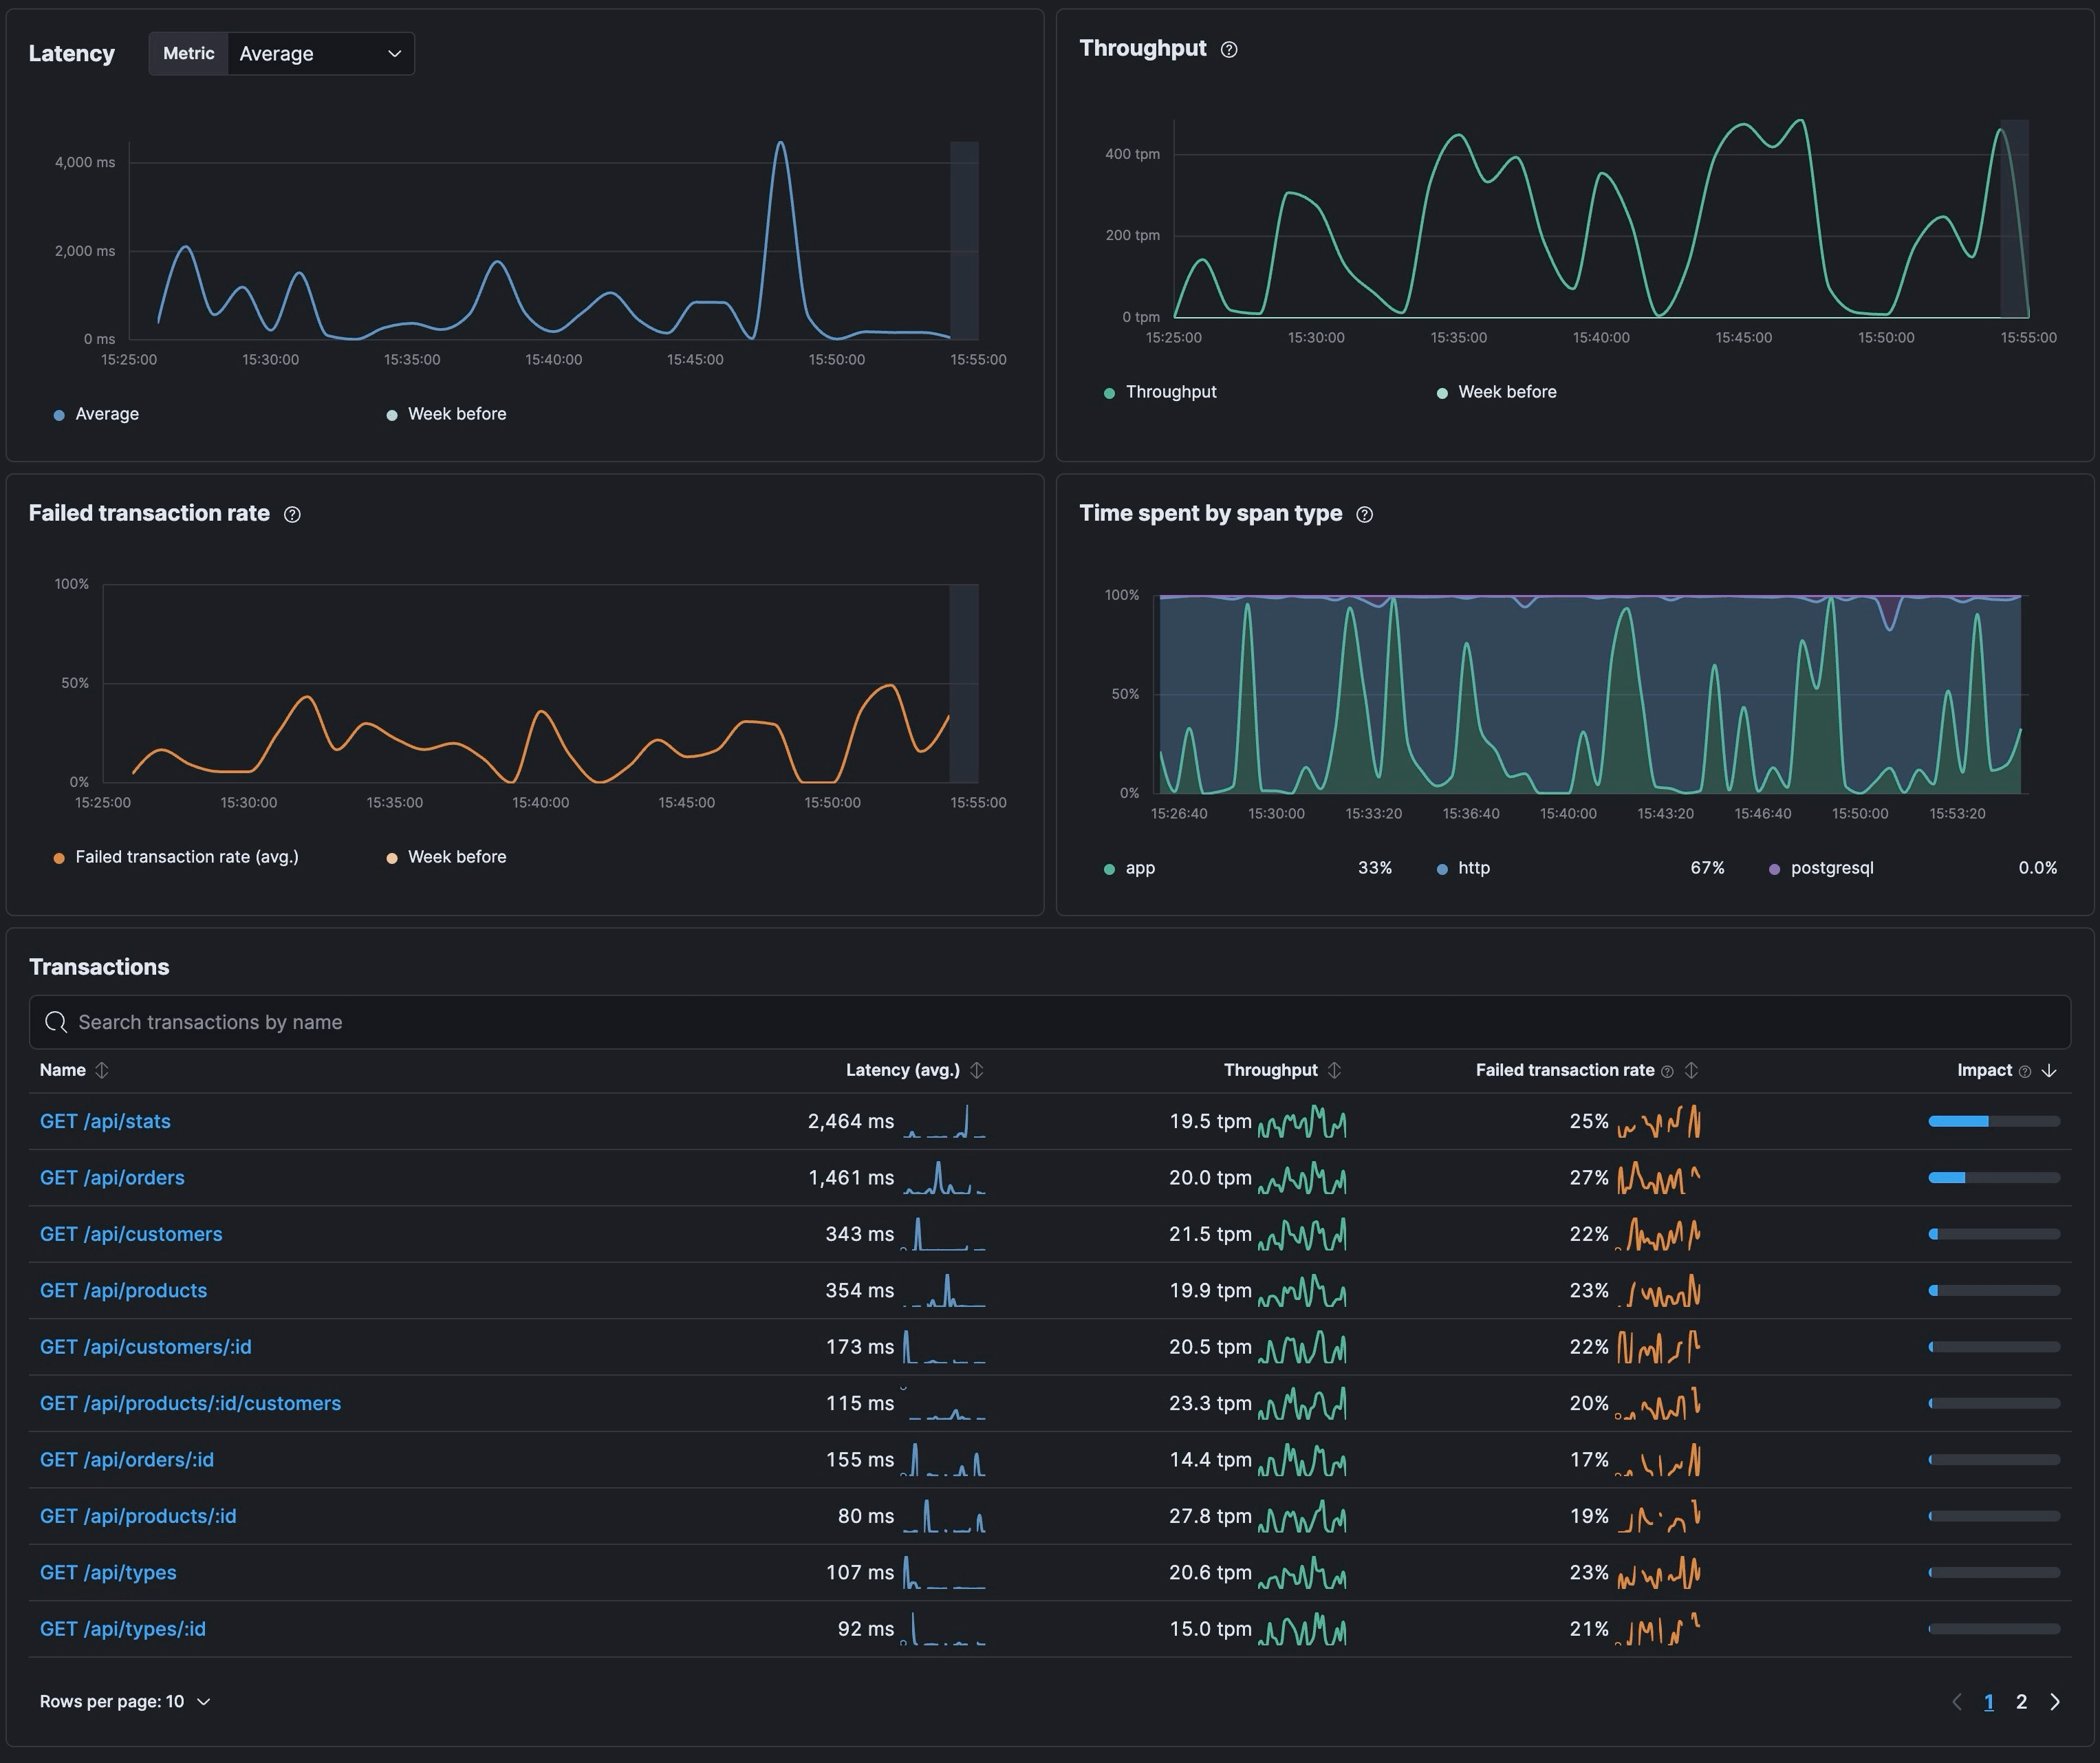 Latency Metric Average
4,000 ms
2,000 ms
0 ms
15:25:00 15:30:00 15:35:00 15:40:00 15:45:00 15:50:00 15:55:00
Average Week before
Throughput
400 tpm
200 tpm
0 tpm
15:25:00 15:30:00 15:35:00 15:40:00 15:45:00 15:50:00 15:55:00
Throughput Week before
Failed transaction rate
100%
50%
0%
15:25:00 15:30:00 15:35:00 15:40:00 15:45:00 15:50:00 15:55:00
Failed transaction rate (avg.) Week before
Time spent by span type
100%
50%
0%
15:26:40 15:30:00 15:33:20 15:36:40 15:40:00 15:43:20 15:46:40 15:50:00 15:53:20
app 33% http 67% postgresql 0.0%
Transactions
Search transactions by name
Name Latency (avg.) Throughput Failed transaction rate Impact
GET /api/stats 2,464 ms 19.5 tpm 25%
GET /api/orders 1,461 ms 20.0 tpm 27%
GET /api/customers 343 ms 21.5 tpm 22%
GET /api/products 354 ms 19.9 tpm 23%
GET /api/customers/:id 173 ms 20.5 tpm 22%
GET /api/products/:id/customers 115 ms 23.3 tpm 20%
GET /api/orders/:id 155 ms 14.4 tpm 17%
GET /api/products/:id 80 ms 27.8 tpm 19%
GET /api/types 107 ms 20.6 tpm 23%
GET /api/types/:id 92 ms 15.0 tpm 21%
Rows per page: 10 1 2